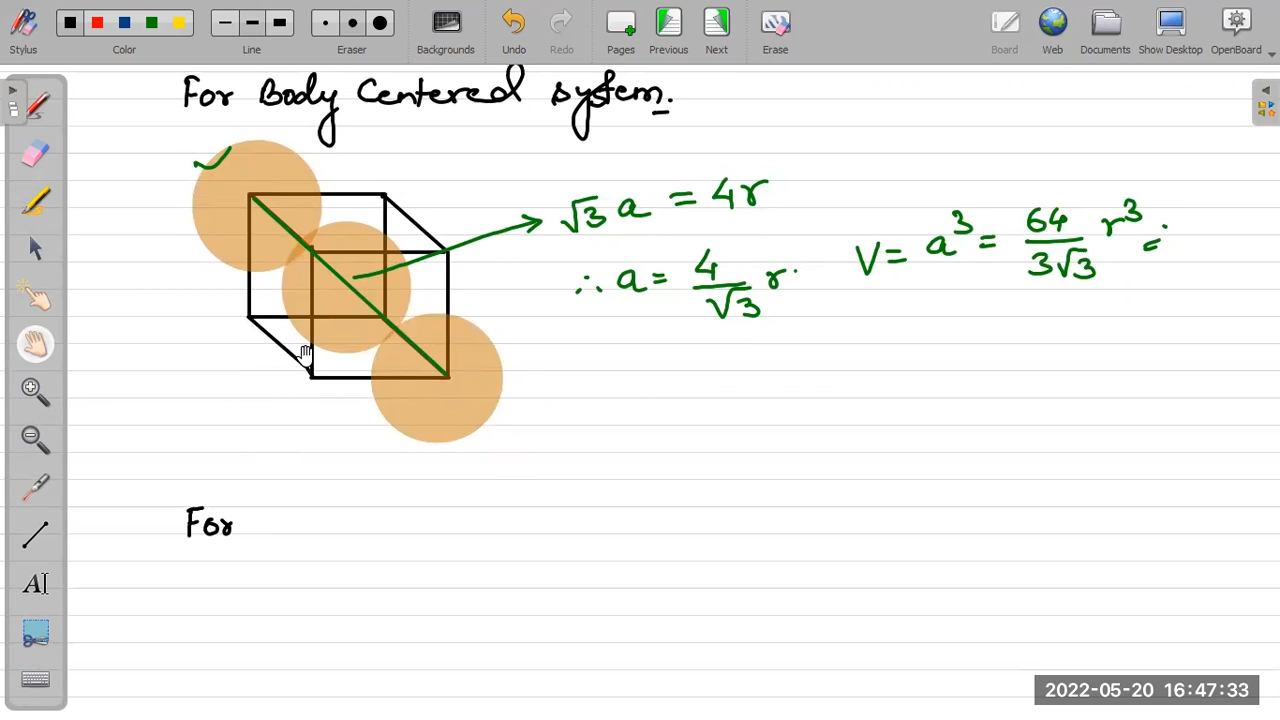 Stylus Color Line Eraser Backgrounds Undo Redo Pages Previous Next Erase Board Web Documents Show Desktop OpenBoard
For Body Centered system.
√3 a = 4r
∴ a = 4/√3 r.
V = a³ = 64/3√3 r³ =
For
AI
2022-05-20 16:47:33